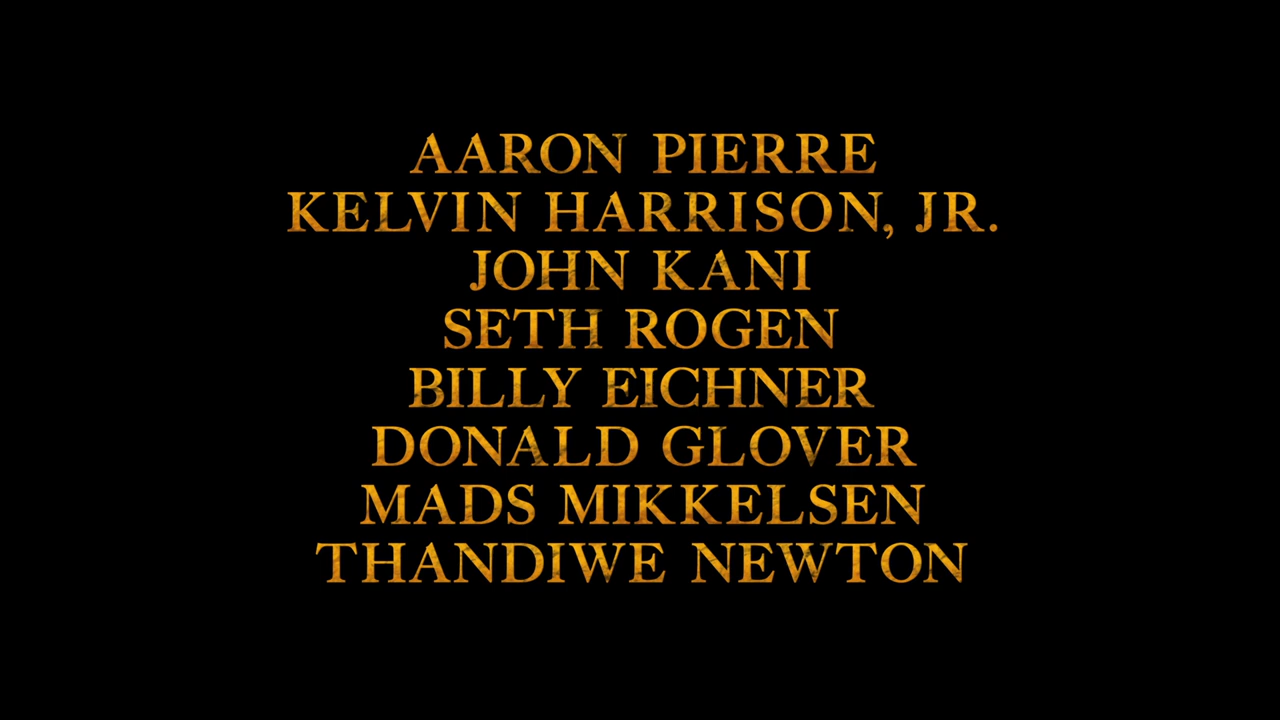 AARON PIERRE
KELVIN HARRISON, JR.
JOHN KANI
SETH ROGEN
BILLY EICHNER
DONALD GLOVER
MADS MIKKELSEN
THANDIWE NEWTON